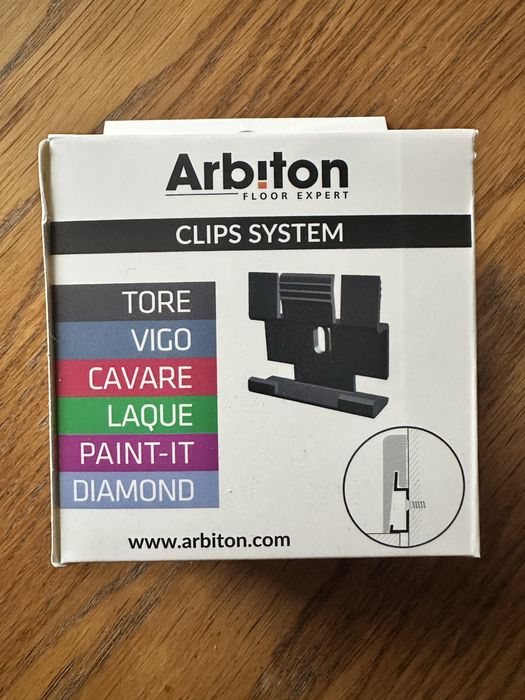 Arbiton
FLOOR EXPERT
CLIPS SYSTEM
TORE
VIGO
CAVARE
LAQUE
PAINT-IT
DIAMOND
www.arbiton.com